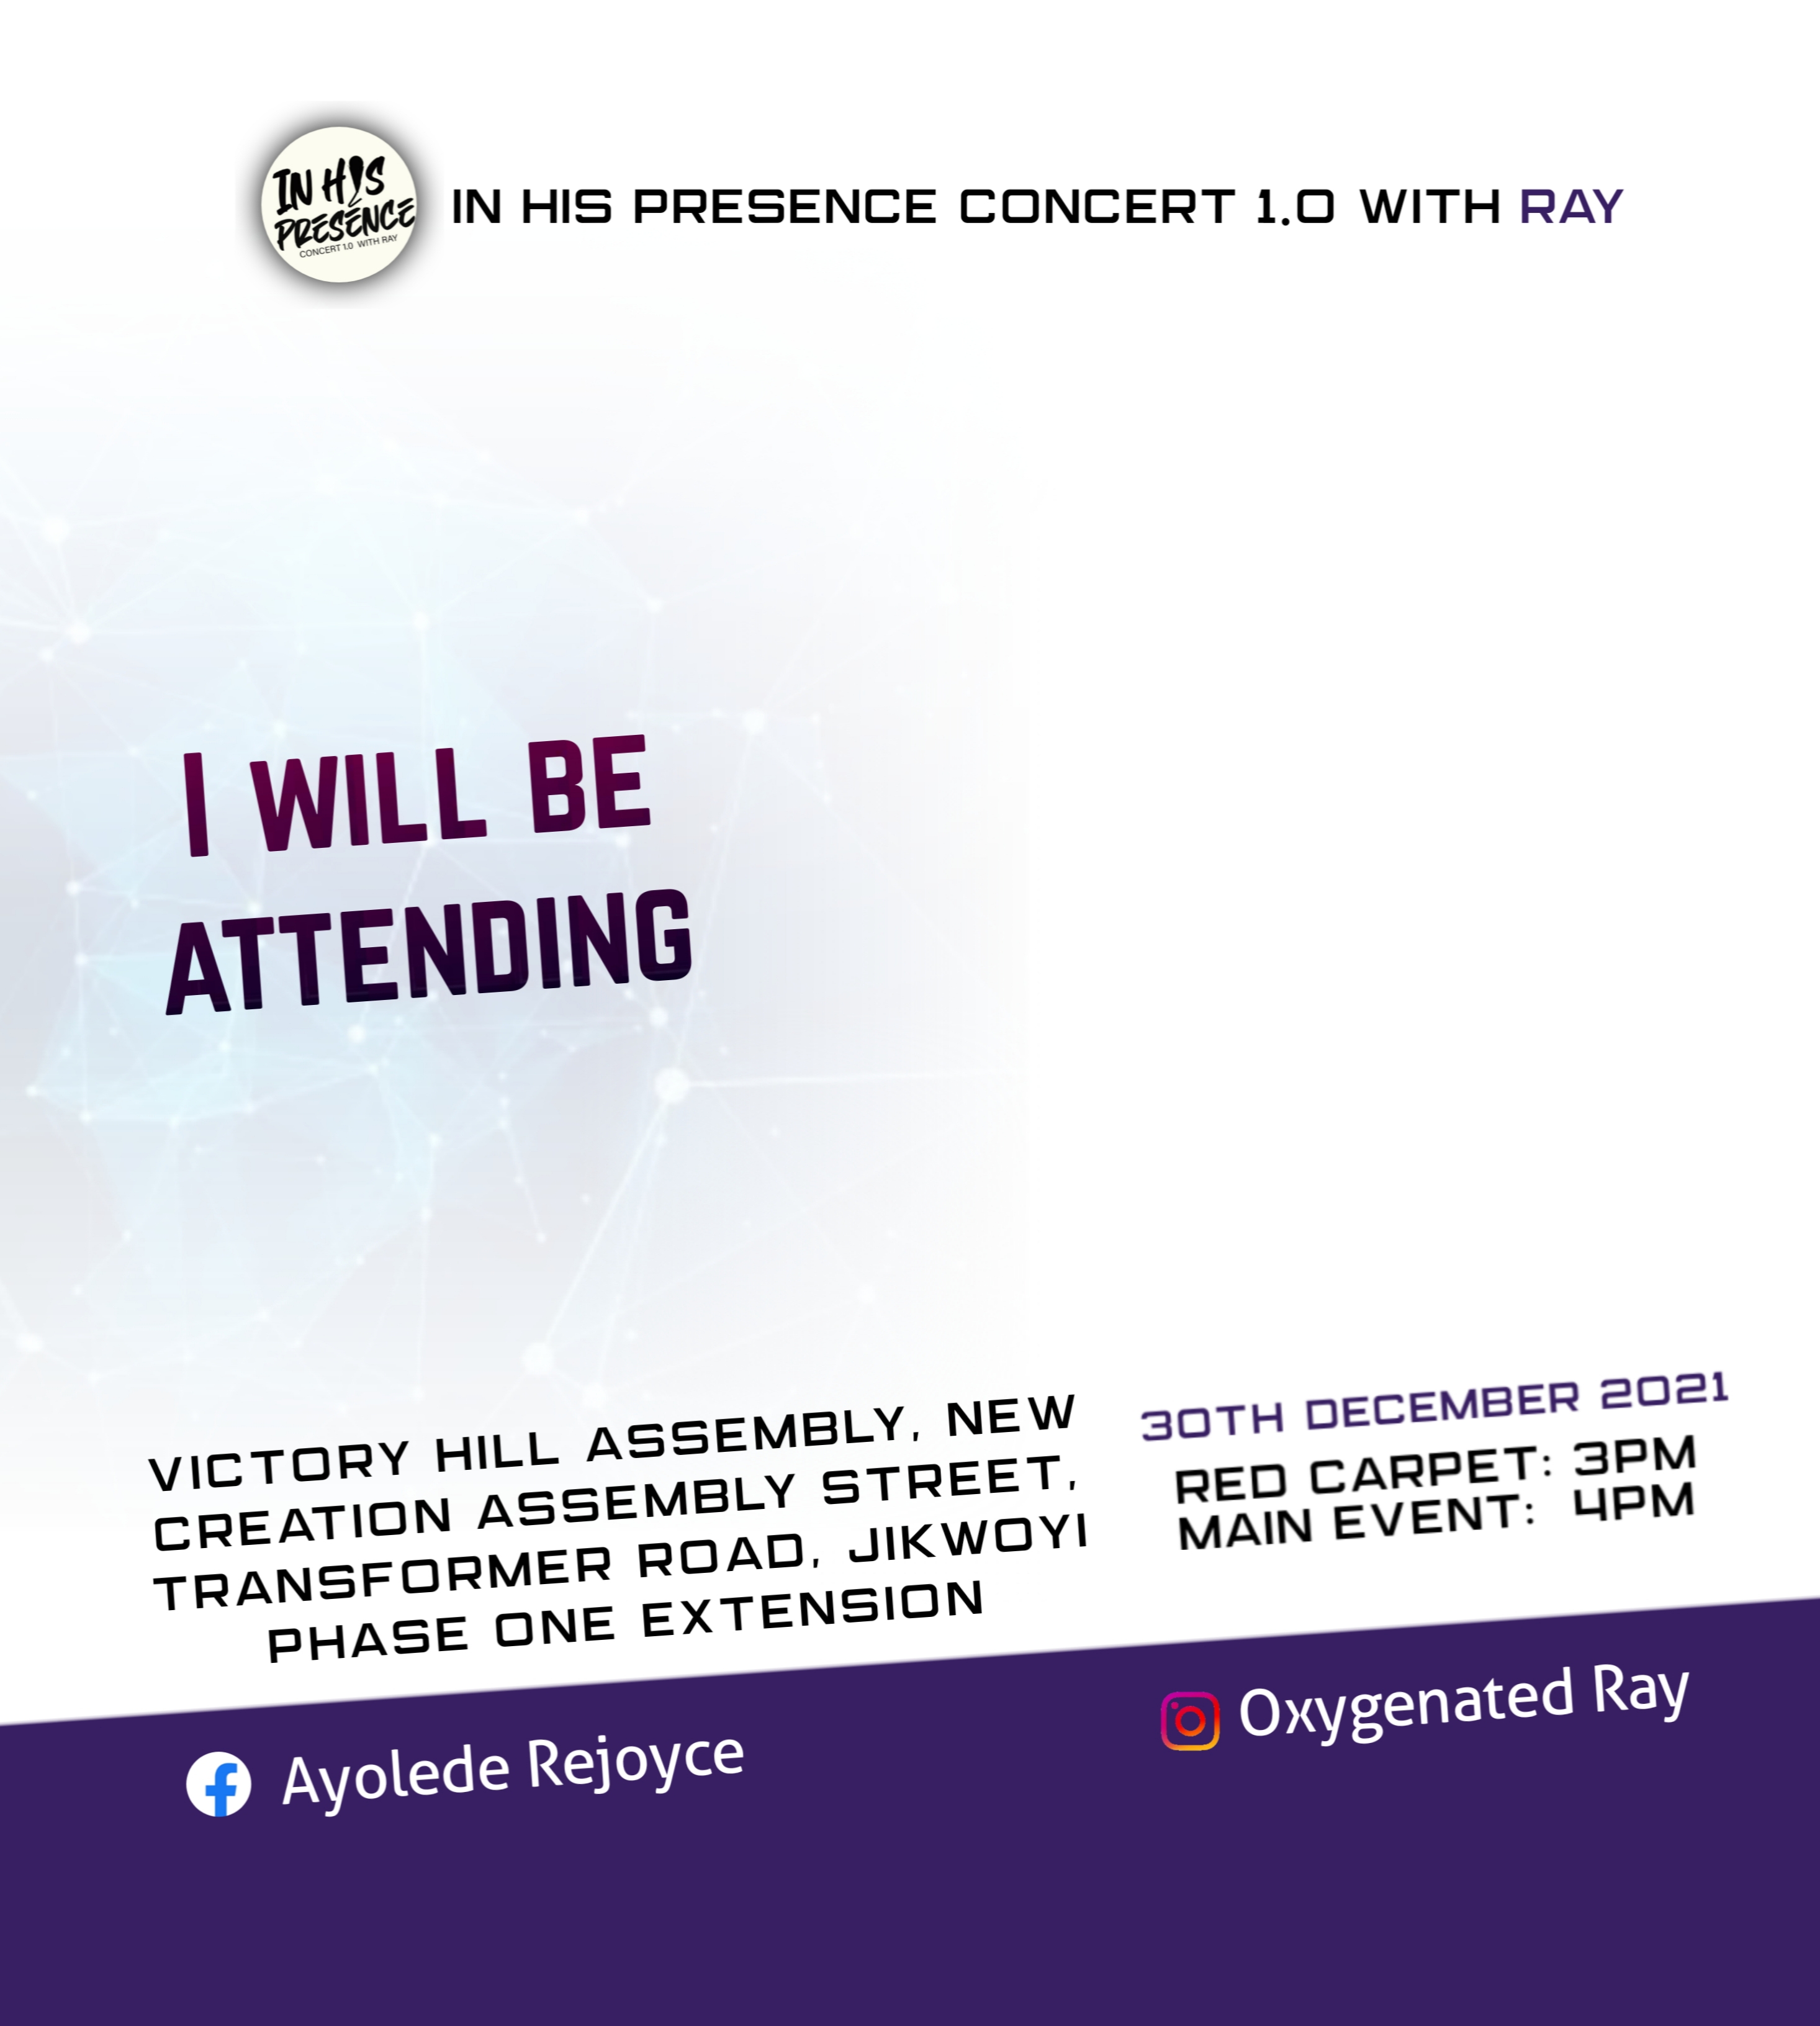 IN HIS
PRESENCE
CONCERT 1.0 WITH RAY
IN HIS PRESENCE CONCERT 1.0 WITH RAY
I WILL BE
ATTENDING
VICTORY HILL ASSEMBLY, NEW
CREATION ASSEMBLY STREET,
TRANSFORMER ROAD, JIKWOYI
PHASE ONE EXTENSION
30TH DECEMBER 2021
RED CARPET: 3PM
MAIN EVENT: 4PM
Ayolede Rejoyce
Oxygenated Ray